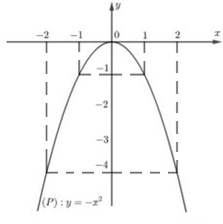 y
−2 −1 0 1 2 x
−1
−2
−3
−4
(P) : y = −x²